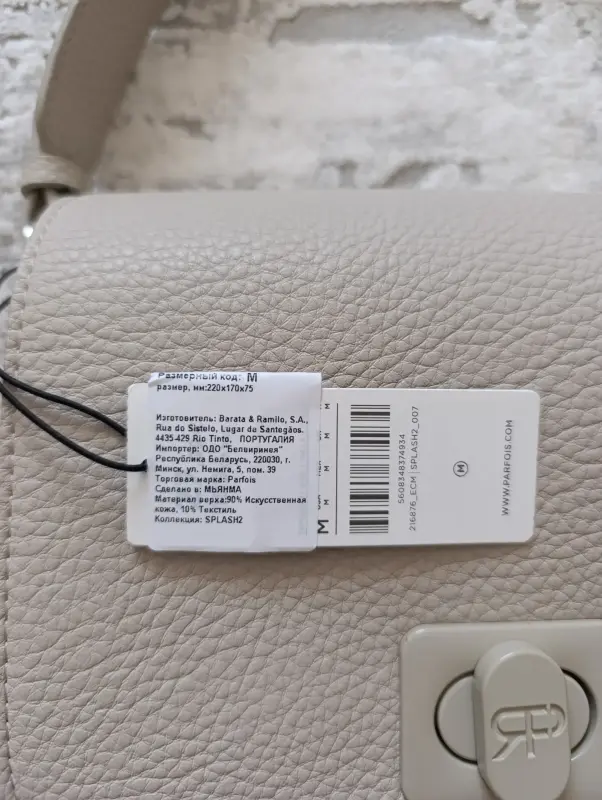 Размерный код: M
размер, мм:220x170x75
Изготовитель: Barata & Ramilo, S.A.,
Rua do Sistelo, Lugar de Santegãos.
4435-429 Rio Tinto, ПОРТУГАЛИЯ
Импортер: ОДО "Белвиринея"
Республика Беларусь, 220030, г.
Минск, ул. Немига, 5, пом. 39
Торговая марка: Parfois
Сделано в: МЬЯНМА
Материал верха:90% Искусственная
кожа, 10% Текстиль
Коллекция: SPLASH2
M
M
M
M
5608348374934
216876_ECM | SPLASH2_007
M
WWW.PARFOIS.COM